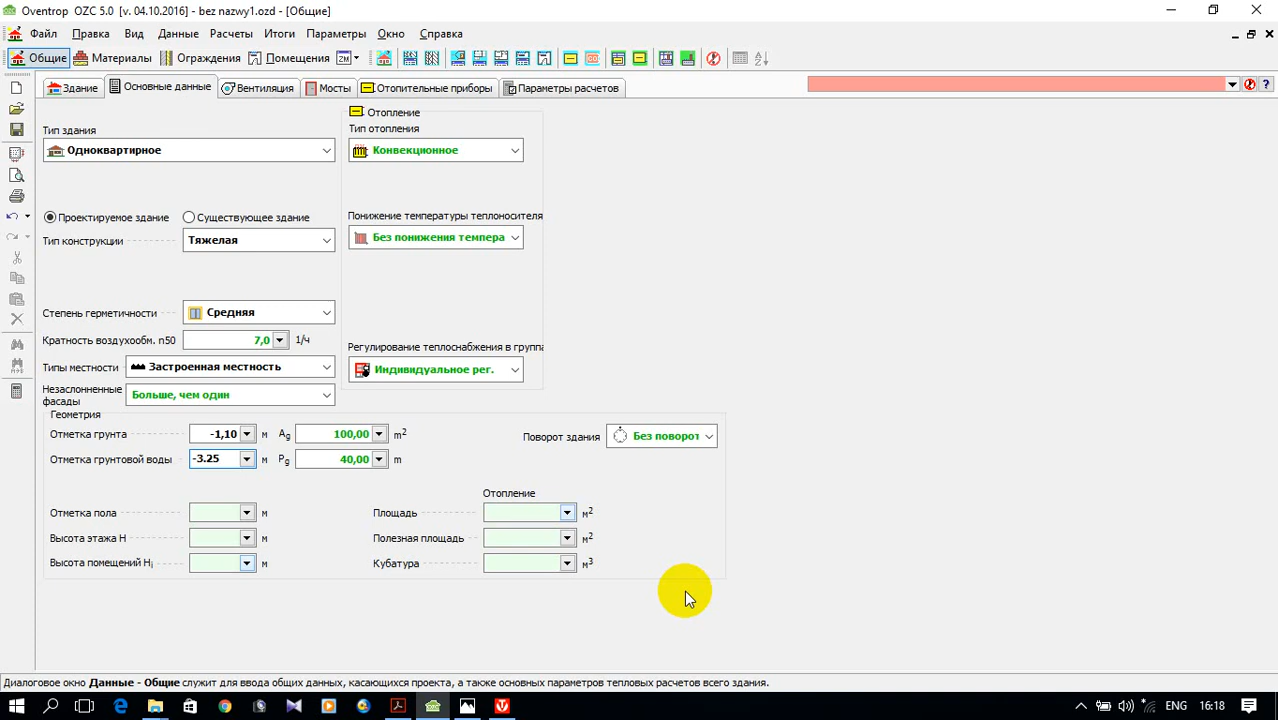 Oventrop OZC 5.0 [v. 04.10.2016] - bez nazwy1.ozd - [Общие]
Файл Правка Вид Данные Расчеты Итоги Параметры Окно Справка
Общие Материалы Ограждения Помещения 2M
Здание Основные данные Вентиляция Мосты Отопительные приборы Параметры расчетов
Отопление
Тип здания Тип отопления
Одноквартирное Конвекционное
Проектируемое здание Существующее здание Понижение температуры теплоносителя
Тип конструкции Тяжелая Без понижения темпера
Степень герметичности Средняя
Кратность воздухообм. n50 7,0 1/ч Регулирование теплоснабжения в группа
Типы местности Застроенная местность Индивидуальное рег.
Незаслоненные
фасады Больше, чем один
Геометрия
Отметка грунта -1,10 м Ag 100,00 m2 Поворот здания Без поворот
Отметка грунтовой воды -3.25 м Pg 40,00 m
Отопление
Отметка пола м Площадь м2
Высота этажа H м Полезная площадь м2
Высота помещений Hi м Кубатура м3
Диалоговое окно Данные - Общие служит для ввода общих данных, касающихся проекта, а также основных параметров тепловых расчетов всего здания.
ENG 16:18